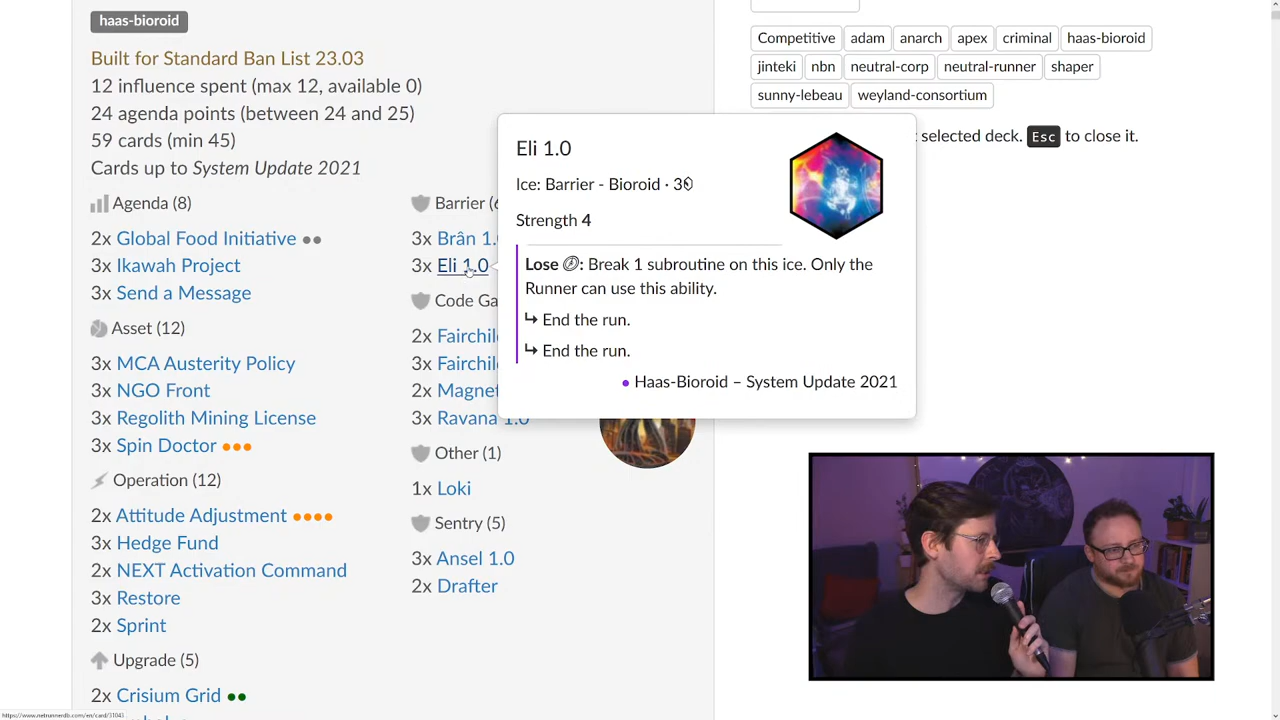 haas-bioroid
Built for Standard Ban List 23.03
12 influence spent (max 12, available 0)
24 agenda points (between 24 and 25)
59 cards (min 45)
Cards up to System Update 2021
Agenda (8)
2x Global Food Initiative
3x Ikawah Project
3x Send a Message
Asset (12)
3x MCA Austerity Policy
3x NGO Front
3x Regolith Mining License
3x Spin Doctor
Operation (12)
2x Attitude Adjustment
3x Hedge Fund
2x NEXT Activation Command
3x Restore
2x Sprint
Upgrade (5)
2x Crisium Grid
Barrier (6
3x Brân 1.
3x Eli 1.0
Code Ga
2x Fairchil
3x Fairchil
2x Magnet
3x Ravana 1.0
Other (1)
1x Loki
Sentry (5)
3x Ansel 1.0
2x Drafter
Eli 1.0
Ice: Barrier - Bioroid · 3
Strength 4
Lose : Break 1 subroutine on this ice. Only the
Runner can use this ability.
↳ End the run.
↳ End the run.
Haas-Bioroid – System Update 2021
Competitive adam anarch apex criminal haas-bioroid
jinteki nbn neutral-corp neutral-runner shaper
sunny-lebeau weyland-consortium
selected deck. Esc to close it.
https://www.netrunnerdb.com/en/card/31041